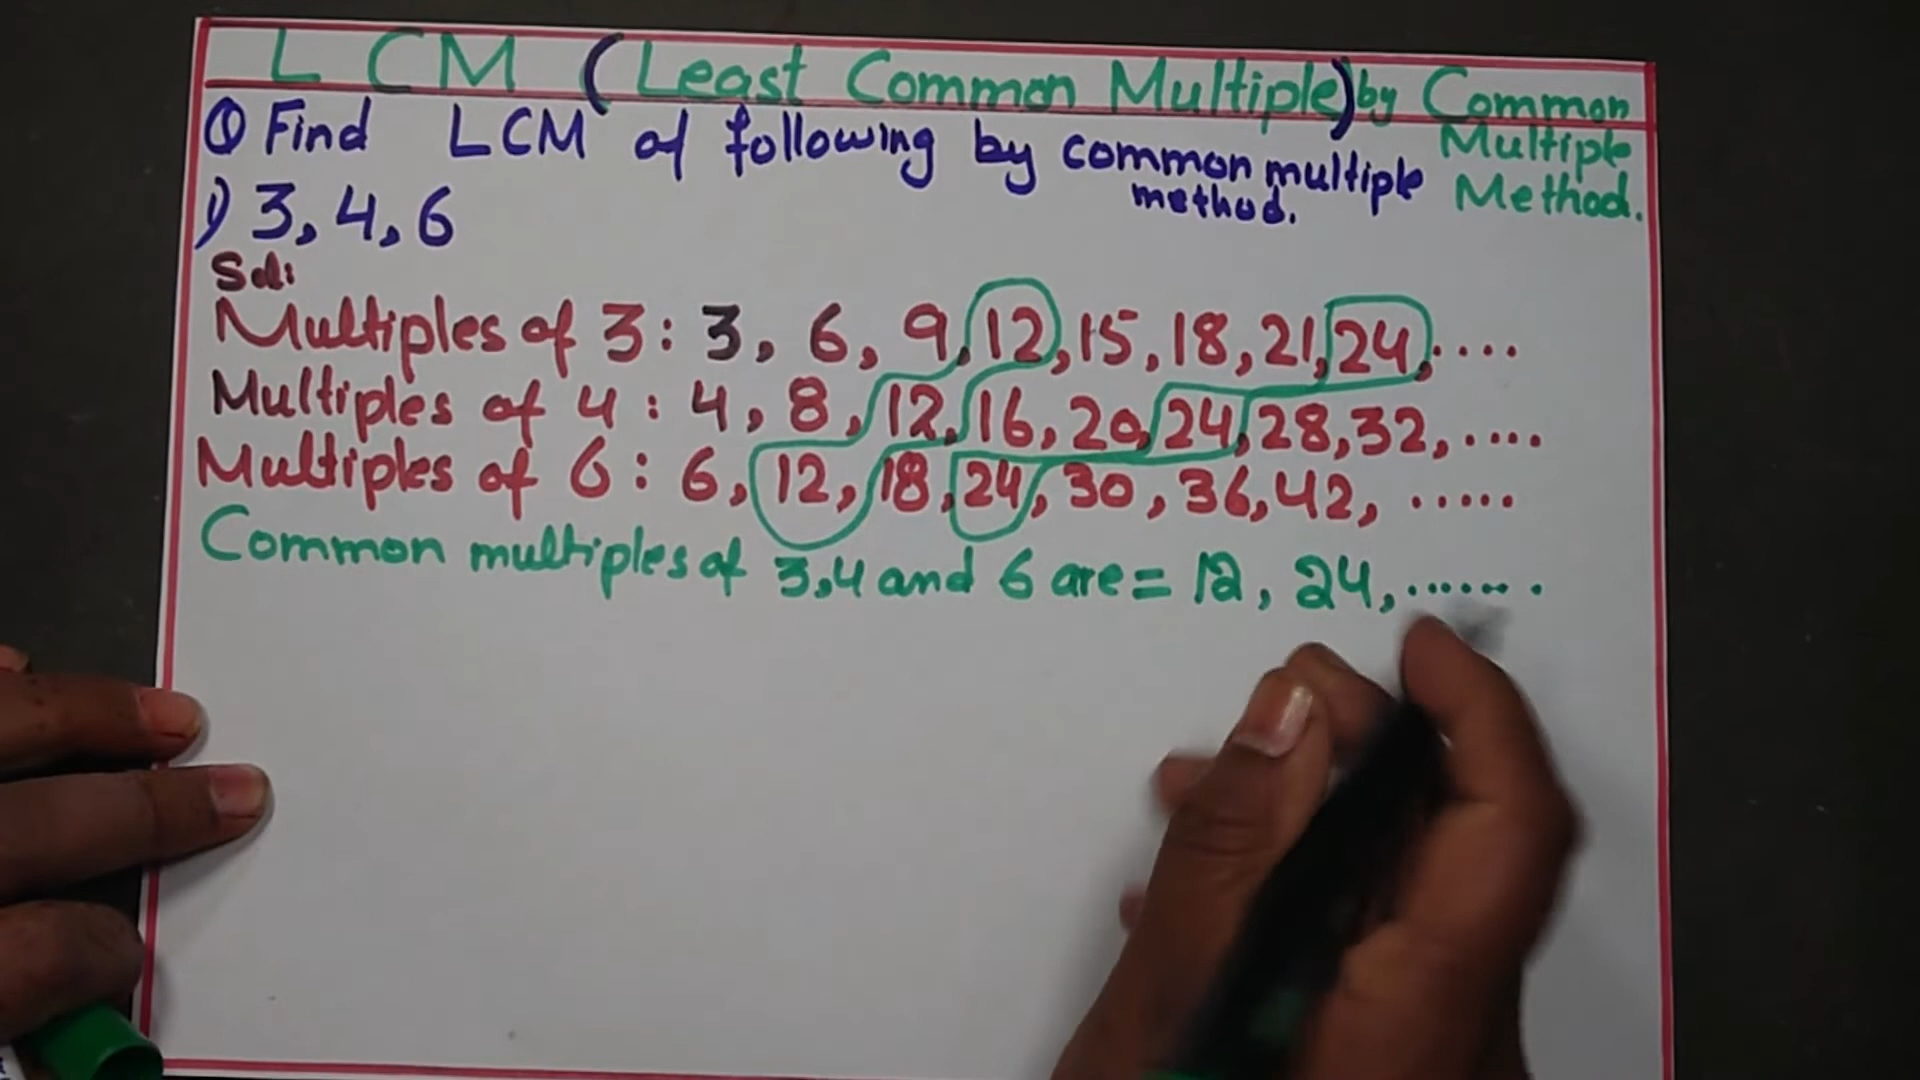 LCM (Least Common Multiple) by Common Multiple Method.
Q Find LCM of following by common multiple method.
1) 3, 4, 6
Sol:
Multiples of 3: 3, 6, 9, 12, 15, 18, 21, 24, ....
Multiples of 4: 4, 8, 12, 16, 20, 24, 28, 32, ....
Multiples of 6: 6, 12, 18, 24, 30, 36, 42, .....
Common multiples of 3,4 and 6 are = 12, 24, .......